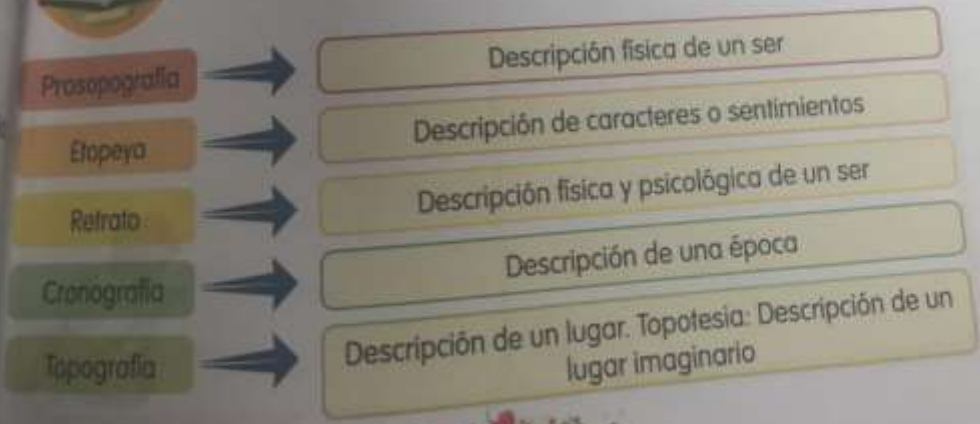 Prosopografía
Descripción física de un ser
Etopeya
Descripción de caracteres o sentimientos
Retrato
Descripción física y psicológica de un ser
Cronografía
Descripción de una época
Topografía
Descripción de un lugar. Topotesia: Descripción de un
lugar imaginario